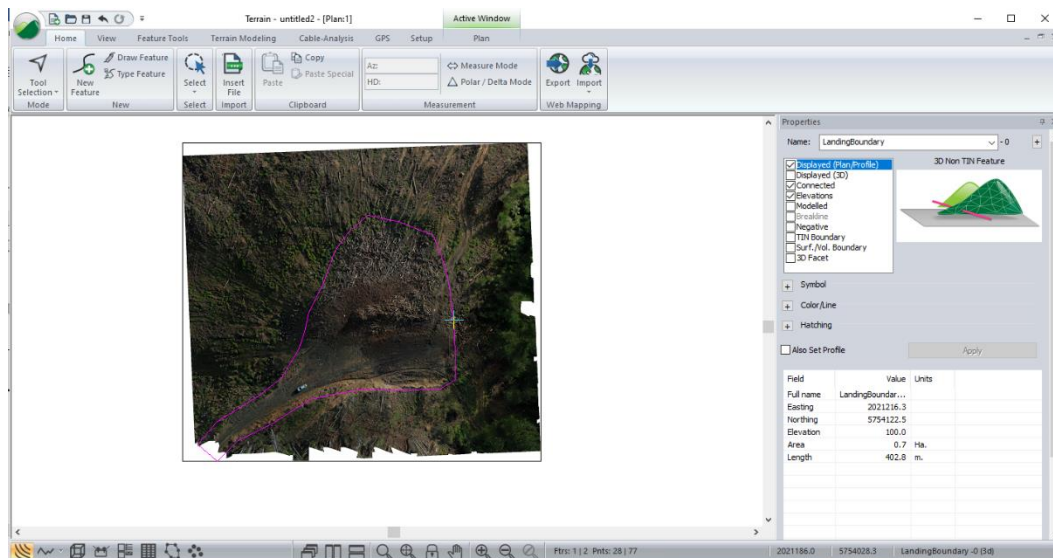 Terrain - untitled2 - [Plan:1]
Active Window
Home View Feature Tools Terrain Modeling Cable-Analysis GPS Setup Plan
Tool Selection
Mode
New Feature
Draw Feature
Type Feature
New
Select
Select
Insert File
Import
Paste
Copy
Paste Special
Clipboard
Az:
HD:
Measure Mode
Polar / Delta Mode
Measurement
Export Import
Web Mapping
Properties
Name: LandingBoundary - 0 +
Displayed (Plan/Profile)
Displayed (3D)
Connected
Elevations
Modelled
Breakline
Negative
TIN Boundary
Surf./Vol. Boundary
3D Facet
3D Non TIN Feature
+ Symbol
+ Color/Line
+ Hatching
Also Set Profile Apply
Field Value Units
Full name LandingBoundar...
Easting 2021216.3
Northing 5754122.5
Elevation 100.0
Area 0.7 Ha.
Length 402.8 m.
Ftrs: 1 | 2 Pnts: 28 | 77
2021186.0 5754028.3 LandingBoundary -0 (3d)